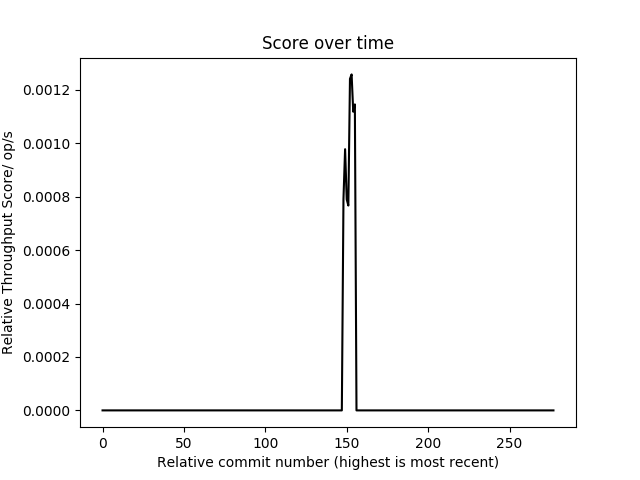 Score over time
Relative Throughput Score/ op/s
0.0012
0.0010
0.0008
0.0006
0.0004
0.0002
0.0000
0 50 100 150 200 250
Relative commit number (highest is most recent)